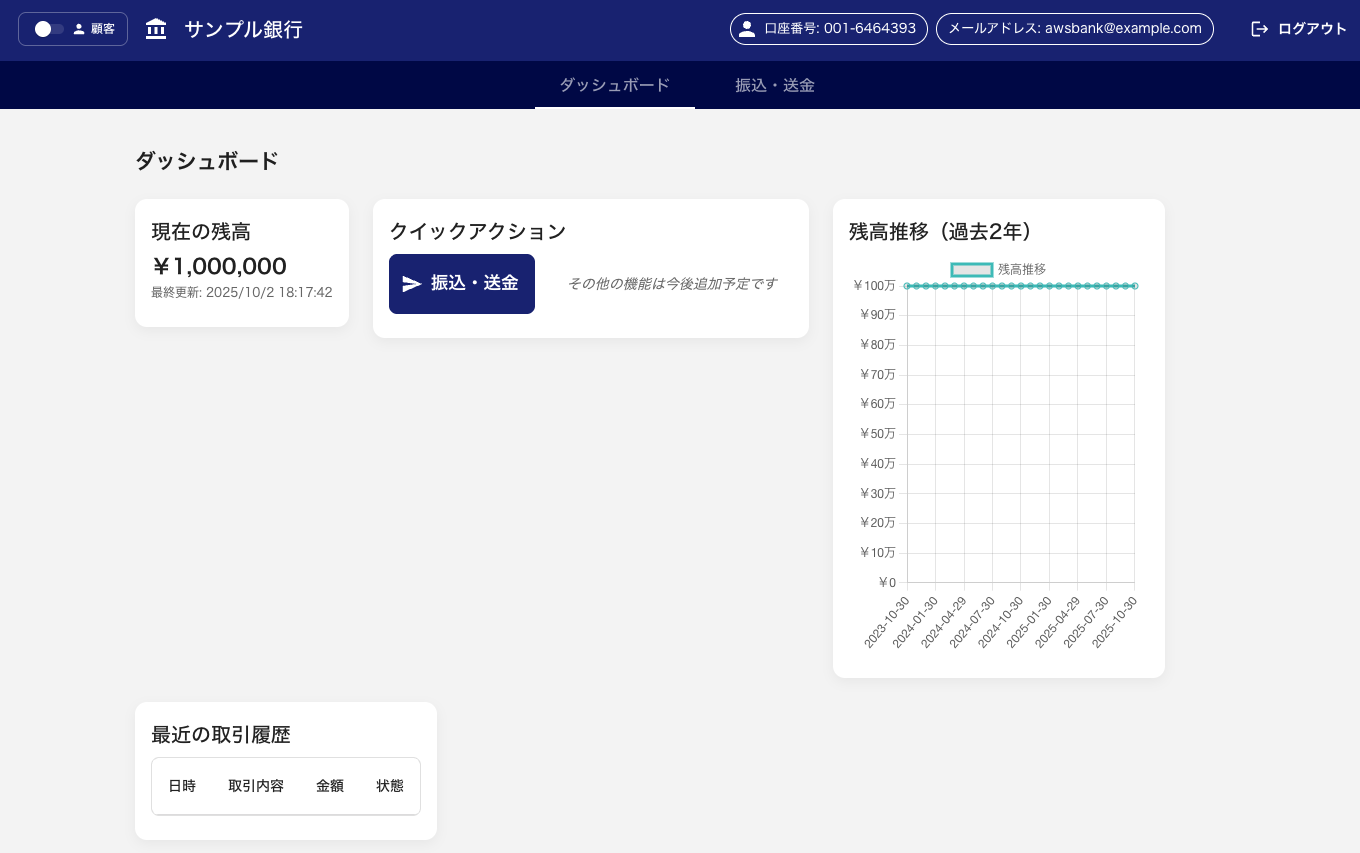 顧客
サンプル銀行
口座番号: 001-6464393
メールアドレス: awsbank@example.com
ログアウト
ダッシュボード
振込・送金
ダッシュボード
現在の残高
￥1,000,000
最終更新: 2025/10/2 18:17:42
クイックアクション
振込・送金
その他の機能は今後追加予定です
残高推移（過去2年）
残高推移
￥100万
￥90万
￥80万
￥70万
￥60万
￥50万
￥40万
￥30万
￥20万
￥10万
￥0
2023-10-30
2024-01-30
2024-04-29
2024-07-30
2024-10-30
2025-01-30
2025-04-29
2025-07-30
2025-10-30
最近の取引履歴
日時 取引内容 金額 状態